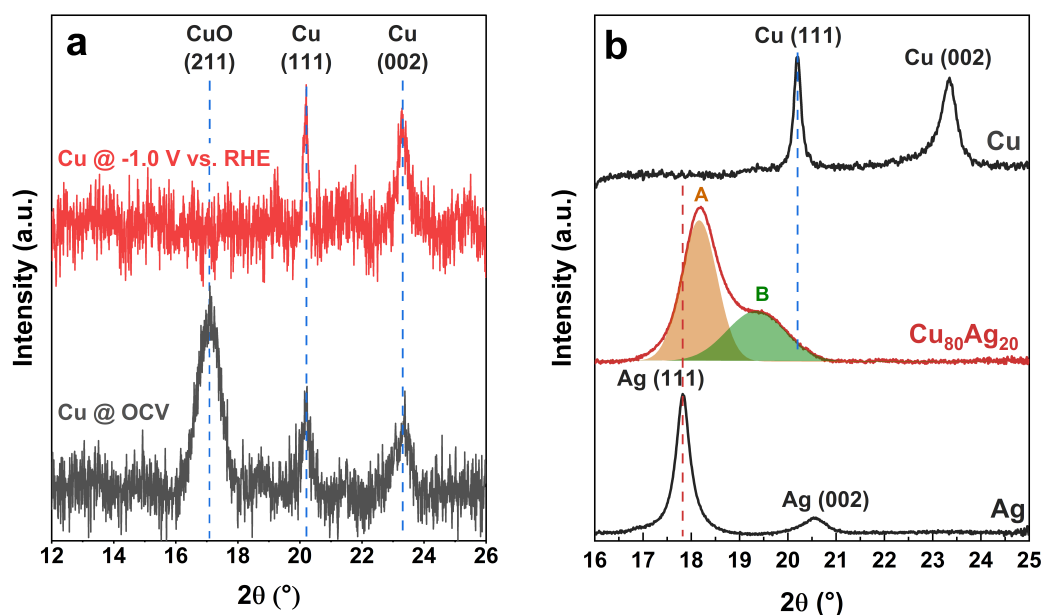 a
CuO
(211)
Cu
(111)
Cu
(002)
Cu @ -1.0 V vs. RHE
Cu @ OCV
Intensity (a.u.)
12 14 16 18 20 22 24 26
2θ (°)
b
Cu (111)
Cu (002)
Cu
A
B
Cu₈₀Ag₂₀
Ag (111)
Ag (002)
Ag
Intensity (a.u.)
16 17 18 19 20 21 22 23 24 25
2θ (°)